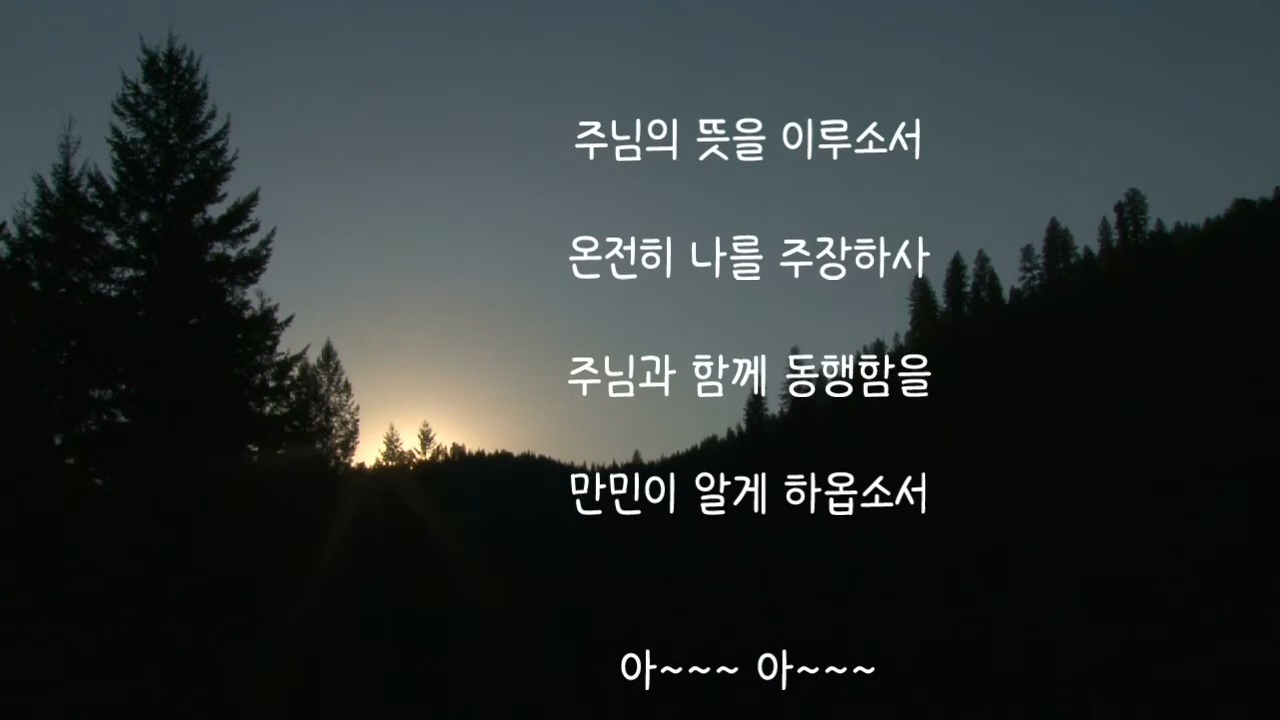 주님의 뜻을 이루소서
온전히 나를 주장하사
주님과 함께 동행함을
만민이 알게 하옵소서
아~~~ 아~~~